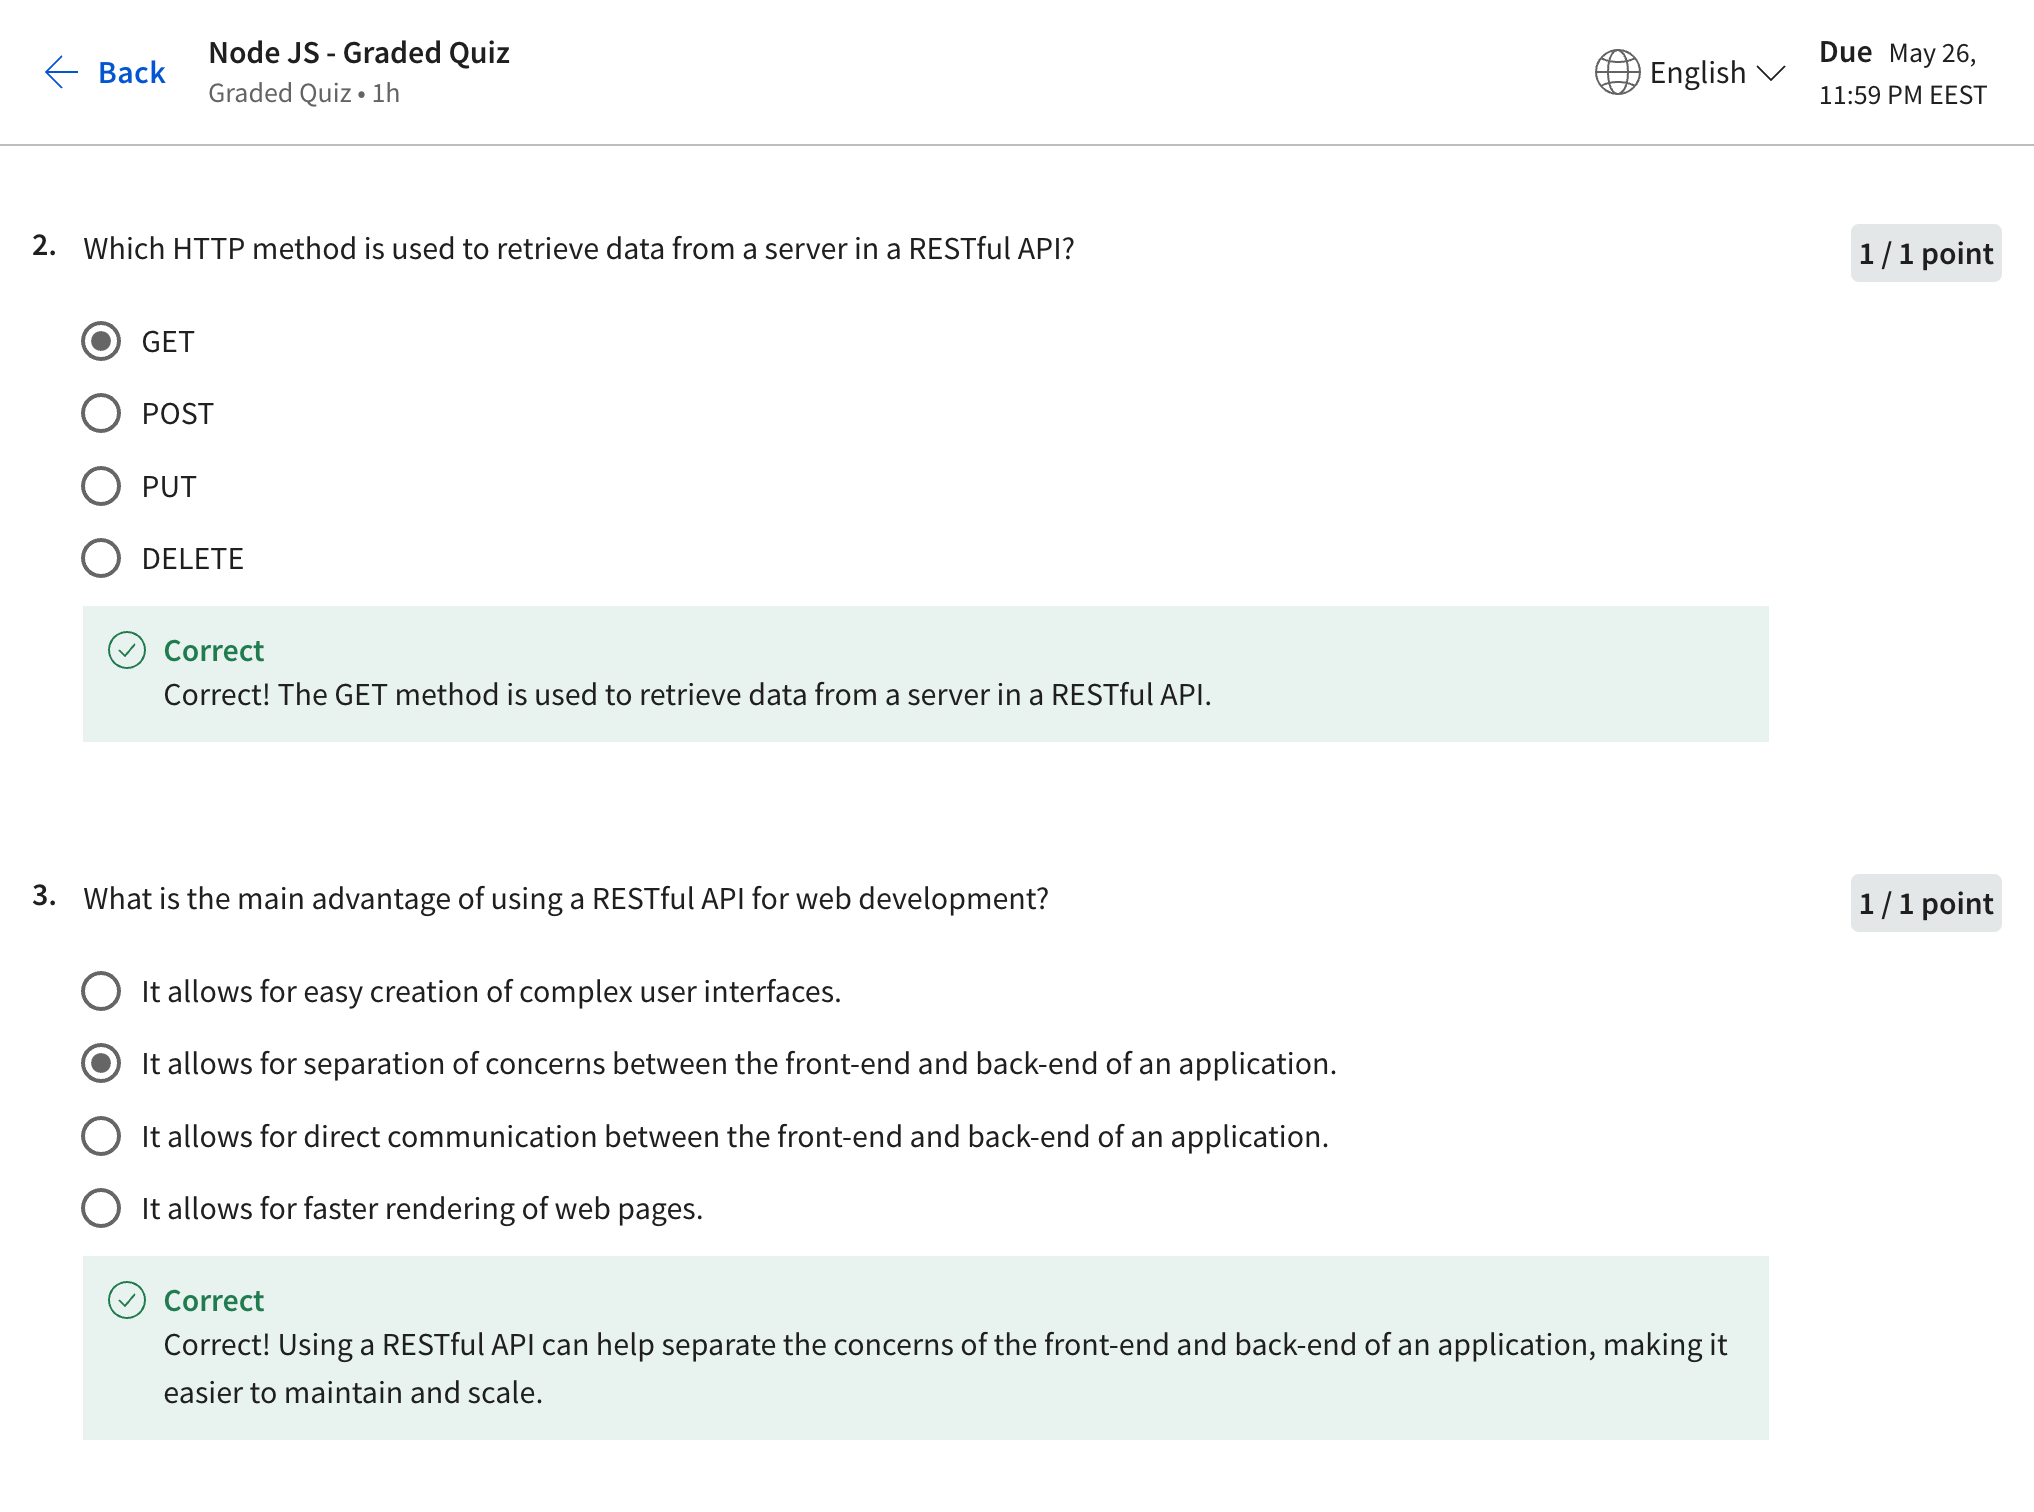 Back
Node JS - Graded Quiz
Graded Quiz • 1h
English
Due May 26,
11:59 PM EEST
2. Which HTTP method is used to retrieve data from a server in a RESTful API?
1 / 1 point
GET
POST
PUT
DELETE
Correct
Correct! The GET method is used to retrieve data from a server in a RESTful API.
3. What is the main advantage of using a RESTful API for web development?
1 / 1 point
It allows for easy creation of complex user interfaces.
It allows for separation of concerns between the front-end and back-end of an application.
It allows for direct communication between the front-end and back-end of an application.
It allows for faster rendering of web pages.
Correct
Correct! Using a RESTful API can help separate the concerns of the front-end and back-end of an application, making it
easier to maintain and scale.